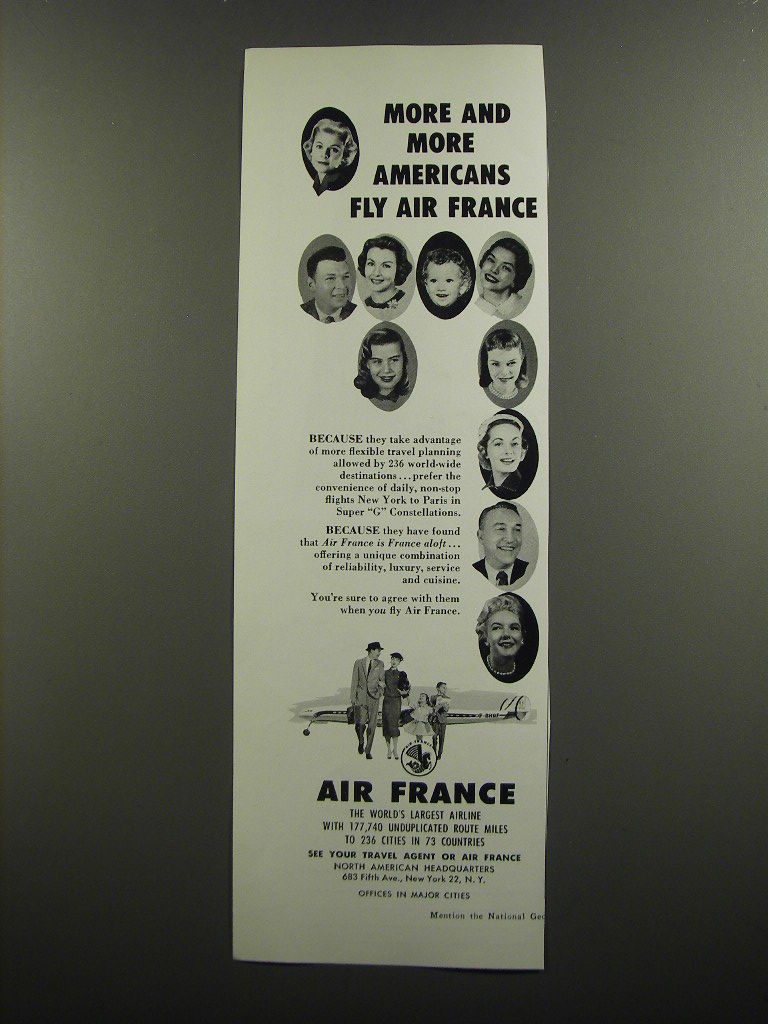 MORE AND
MORE
AMERICANS
FLY AIR FRANCE
BECAUSE they take advantage
of more flexible travel planning
allowed by 236 world-wide
destinations...prefer the
convenience of daily, non-stop
flights New York to Paris in
Super "G" Constellations.
BECAUSE they have found
that Air France is France aloft...
offering a unique combination
of reliability, luxury, service
and cuisine.
You're sure to agree with them
when you fly Air France.
AIR FRANCE
THE WORLD'S LARGEST AIRLINE
WITH 177,740 UNDUPLICATED ROUTE MILES
TO 236 CITIES IN 73 COUNTRIES
SEE YOUR TRAVEL AGENT OR AIR FRANCE
NORTH AMERICAN HEADQUARTERS
683 Fifth Ave., New York 22, N. Y.
OFFICES IN MAJOR CITIES
Mention the National Geo